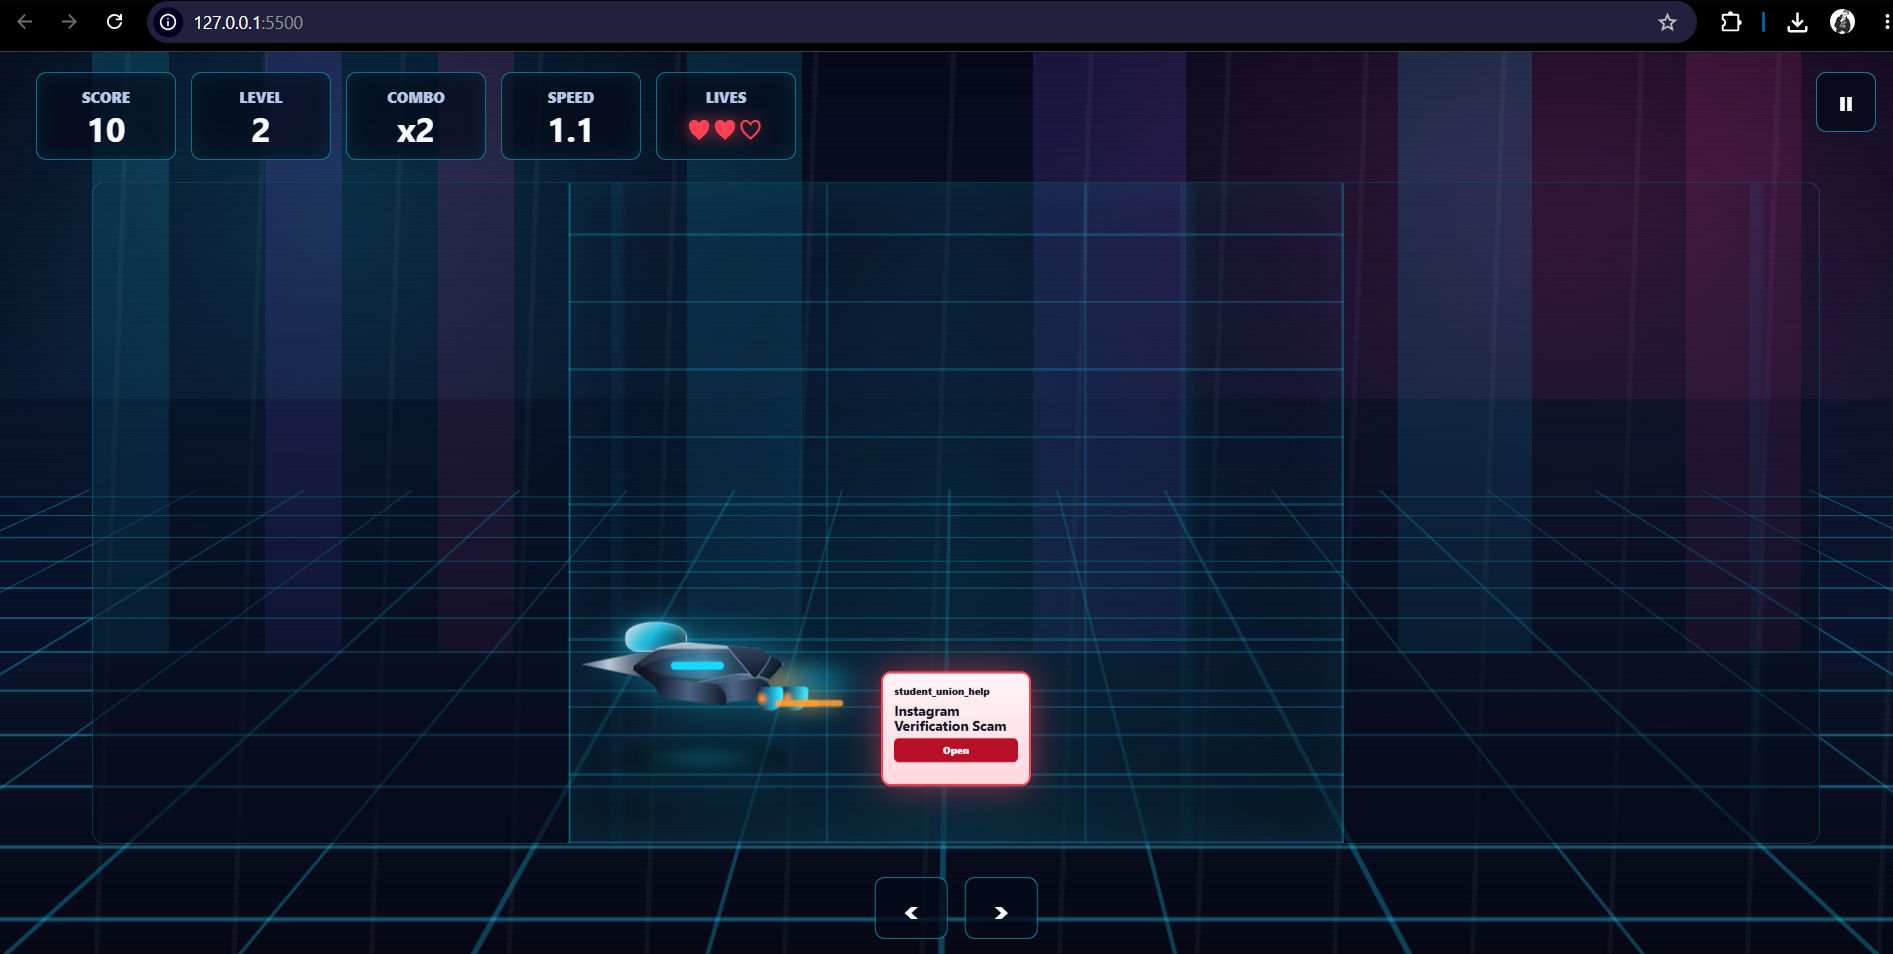 127.0.0.1:5500
SCORE
10
LEVEL
2
COMBO
x2
SPEED
1.1
LIVES
student_union_help
Instagram
Verification Scam
Open